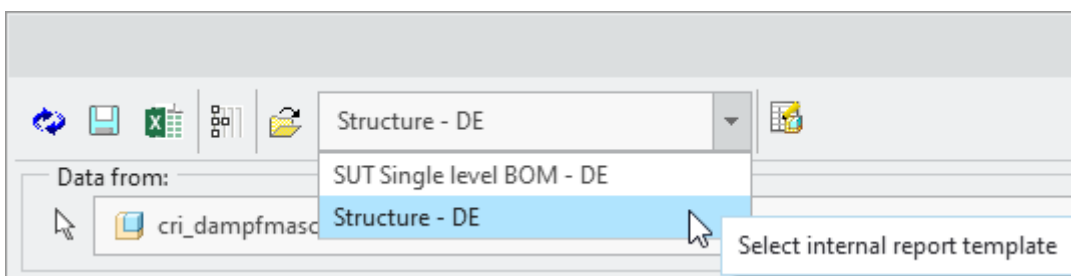 Structure - DE
SUT Single level BOM - DE
Data from:
Structure - DE
cri_dampfmasc
Select internal report template